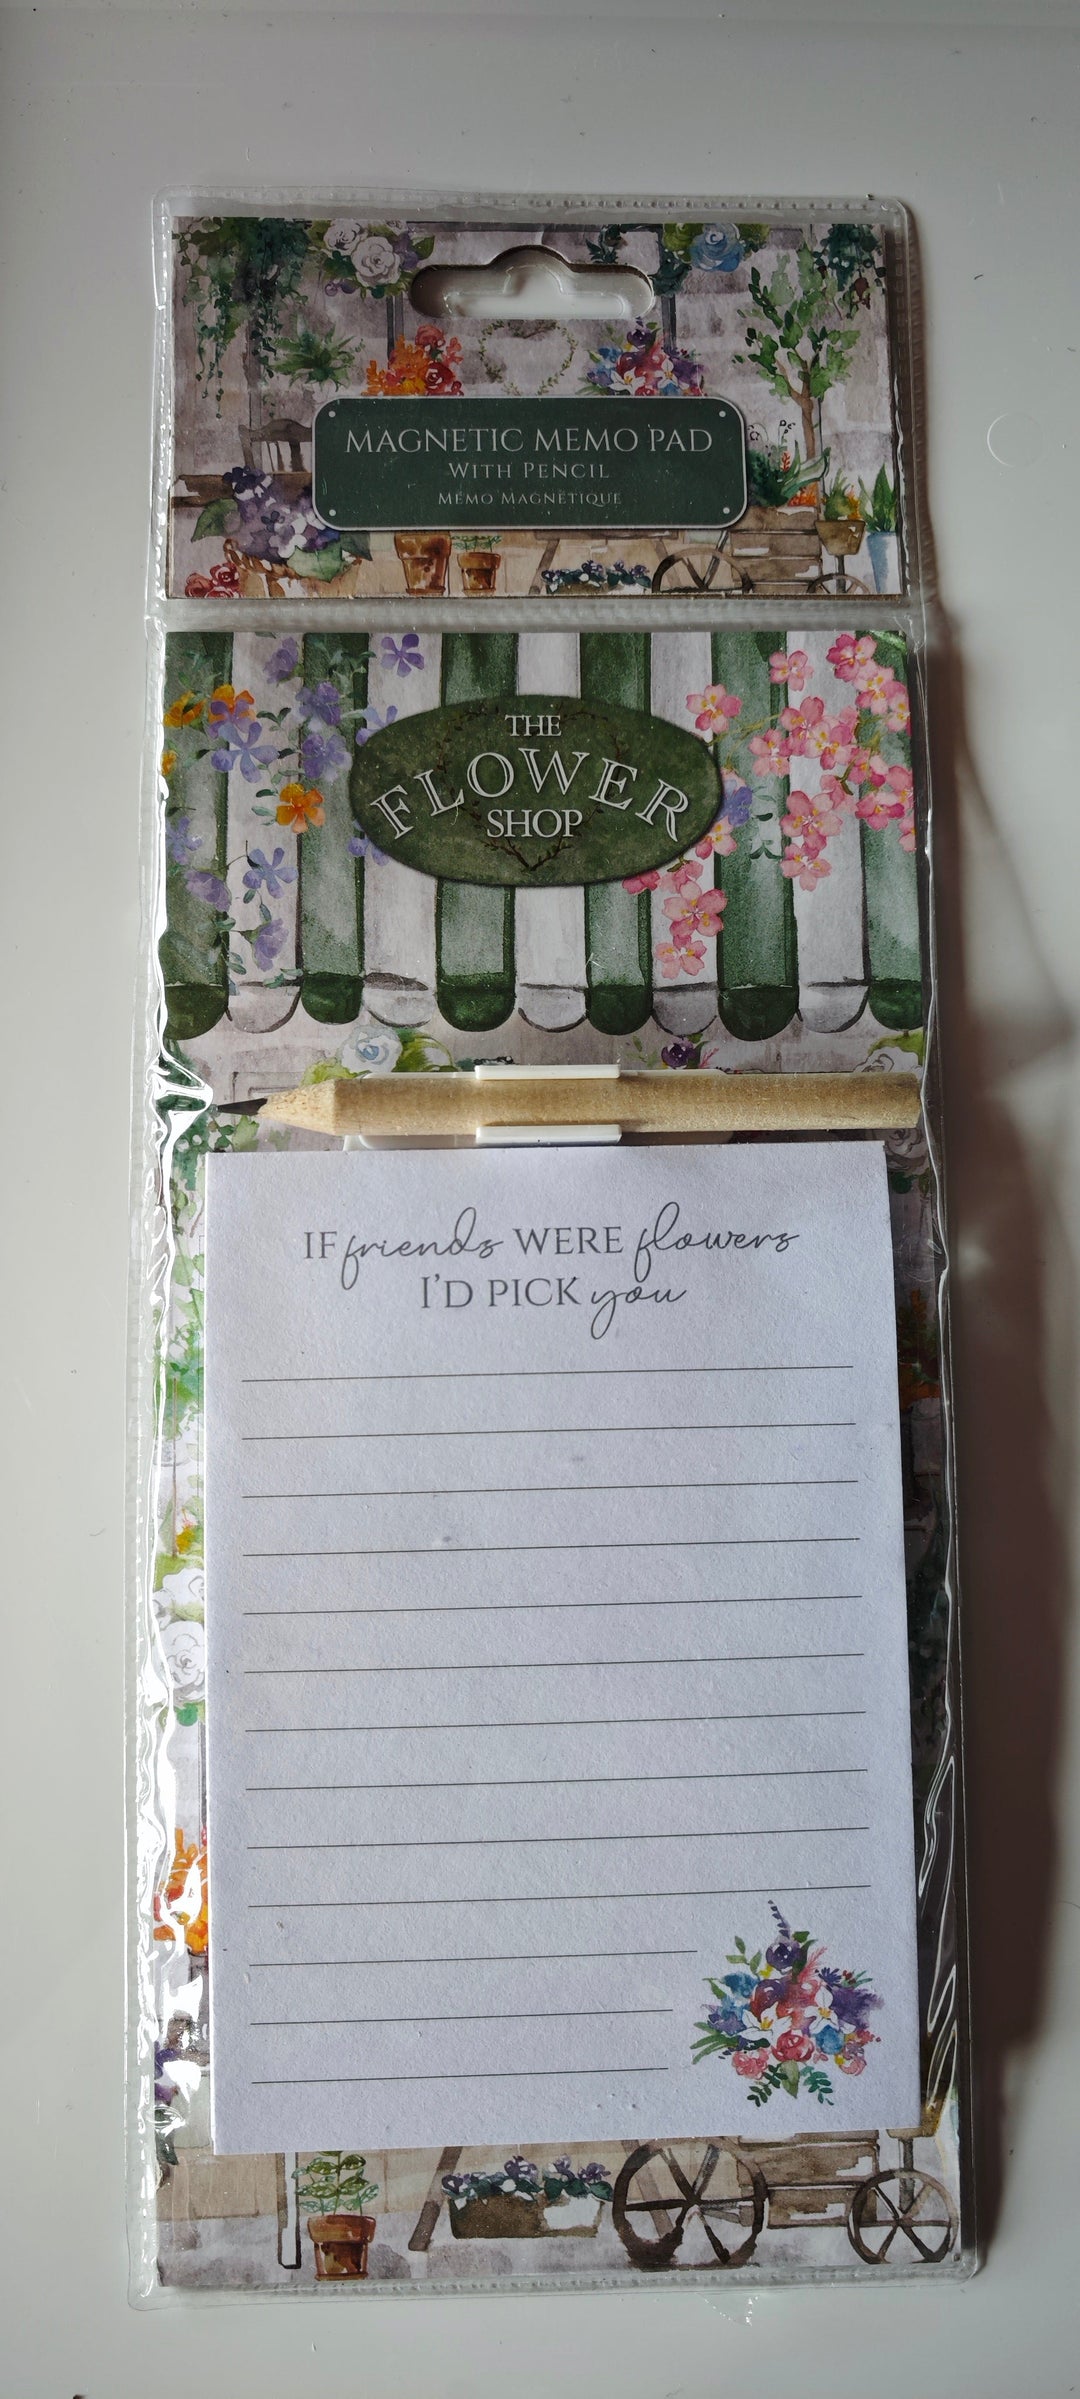 MAGNETIC MEMO PAD
WITH PENCIL
MÉMO MAGNÉTIQUE
THE
FLOWER
SHOP
IF friends WERE flowers
I'D PICK you